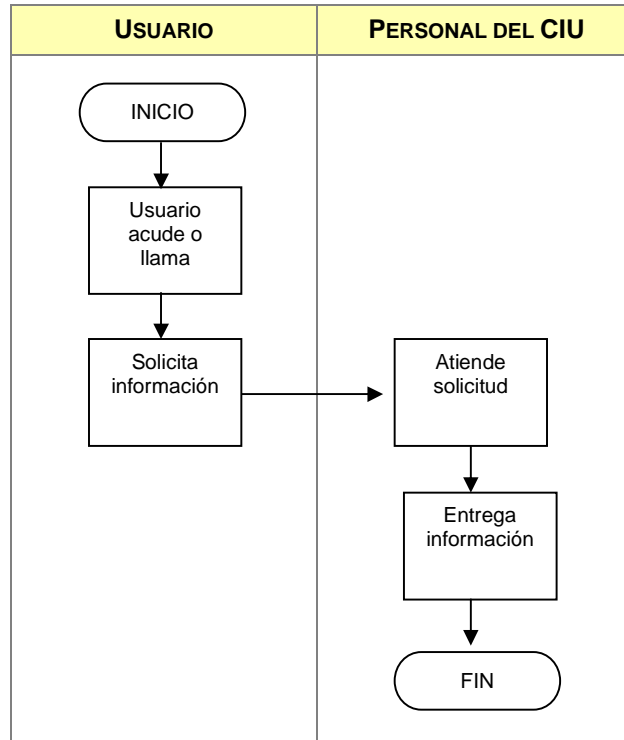 USUARIO
PERSONAL DEL CIU
INICIO
Usuario
acude o
llama
Solicita
información
Atiende
solicitud
Entrega
información
FIN